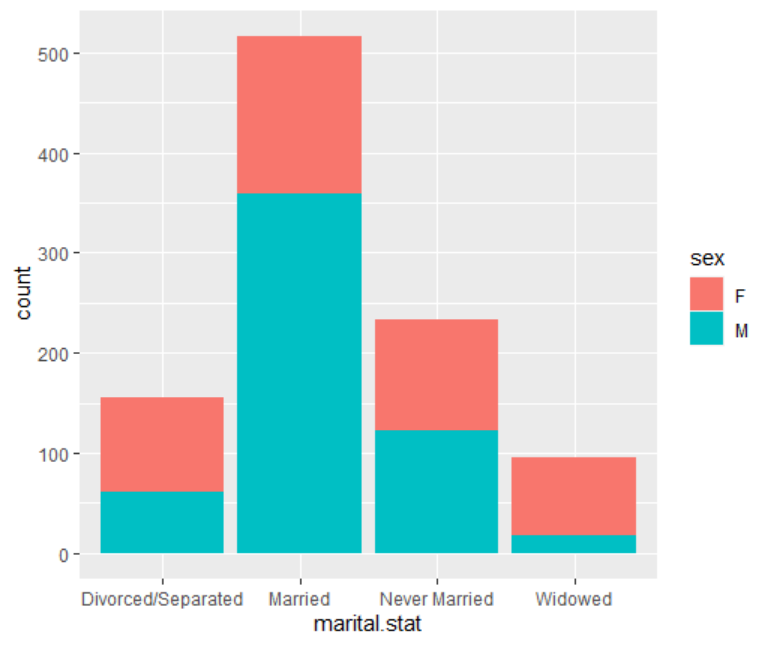 500
400
300
200
100
0
count
Divorced/Separated Married Never Married Widowed
marital.stat
sex
F
M